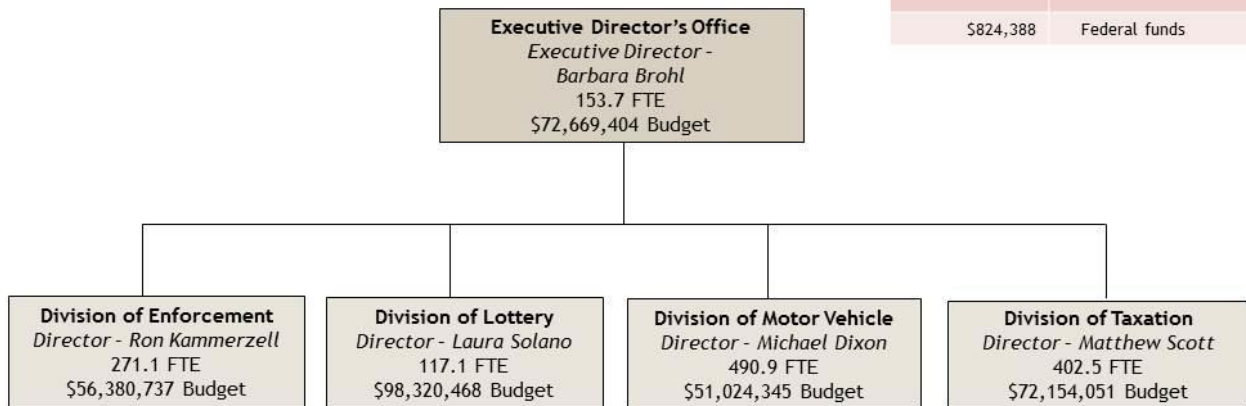 $824,388 Federal funds
Executive Director's Office
Executive Director -
Barbara Brohl
153.7 FTE
$72,669,404 Budget
Division of Enforcement
Director - Ron Kammerzell
271.1 FTE
$56,380,737 Budget
Division of Lottery
Director - Laura Solano
117.1 FTE
$98,320,468 Budget
Division of Motor Vehicle
Director - Michael Dixon
490.9 FTE
$51,024,345 Budget
Division of Taxation
Director - Matthew Scott
402.5 FTE
$72,154,051 Budget